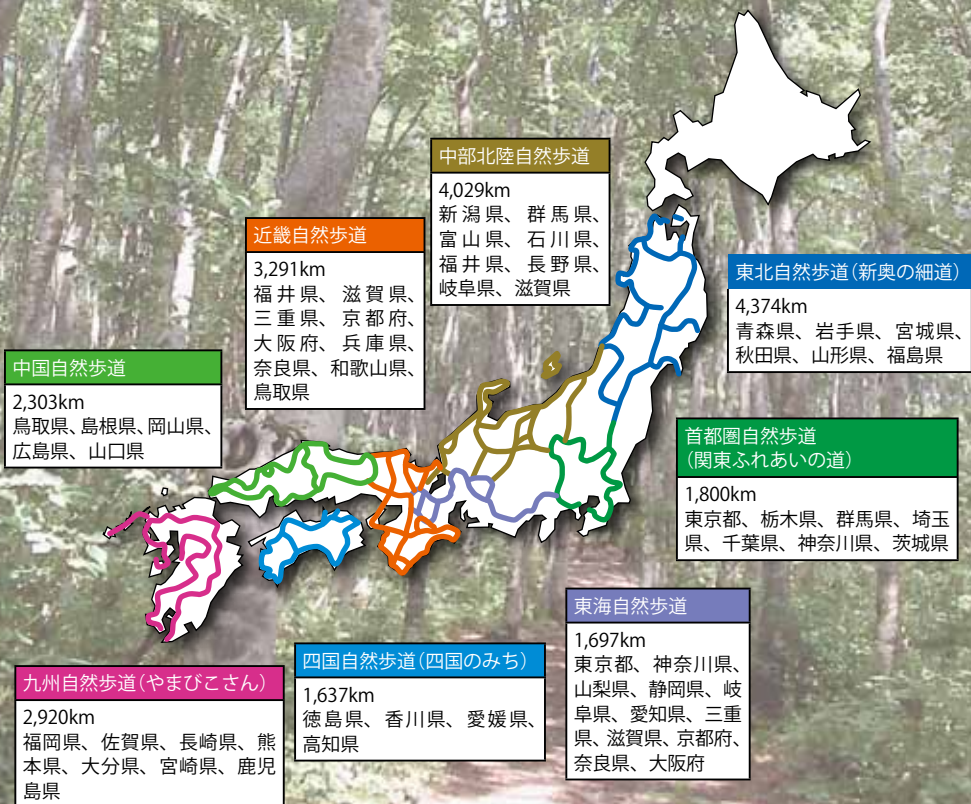 中部北陸自然歩道
4,029km
新潟県、群馬県、
富山県、石川県、
福井県、長野県、
岐阜県、滋賀県
近畿自然歩道
3,291km
福井県、滋賀県、
三重県、京都府、
大阪府、兵庫県、
奈良県、和歌山県、
鳥取県
東北自然歩道(新奥の細道)
4,374km
青森県、岩手県、宮城県、
秋田県、山形県、福島県
中国自然歩道
2,303km
鳥取県、島根県、岡山県、
広島県、山口県
首都圏自然歩道
(関東ふれあいの道)
1,800km
東京都、栃木県、群馬県、埼玉
県、千葉県、神奈川県、茨城県
東海自然歩道
1,697km
東京都、神奈川県、
山梨県、静岡県、岐
阜県、愛知県、三重
県、滋賀県、京都府、
奈良県、大阪府
四国自然歩道(四国のみち)
1,637km
徳島県、香川県、愛媛県、
高知県
九州自然歩道(やまびこさん)
2,920km
福岡県、佐賀県、長崎県、熊
本県、大分県、宮崎県、鹿児
島県